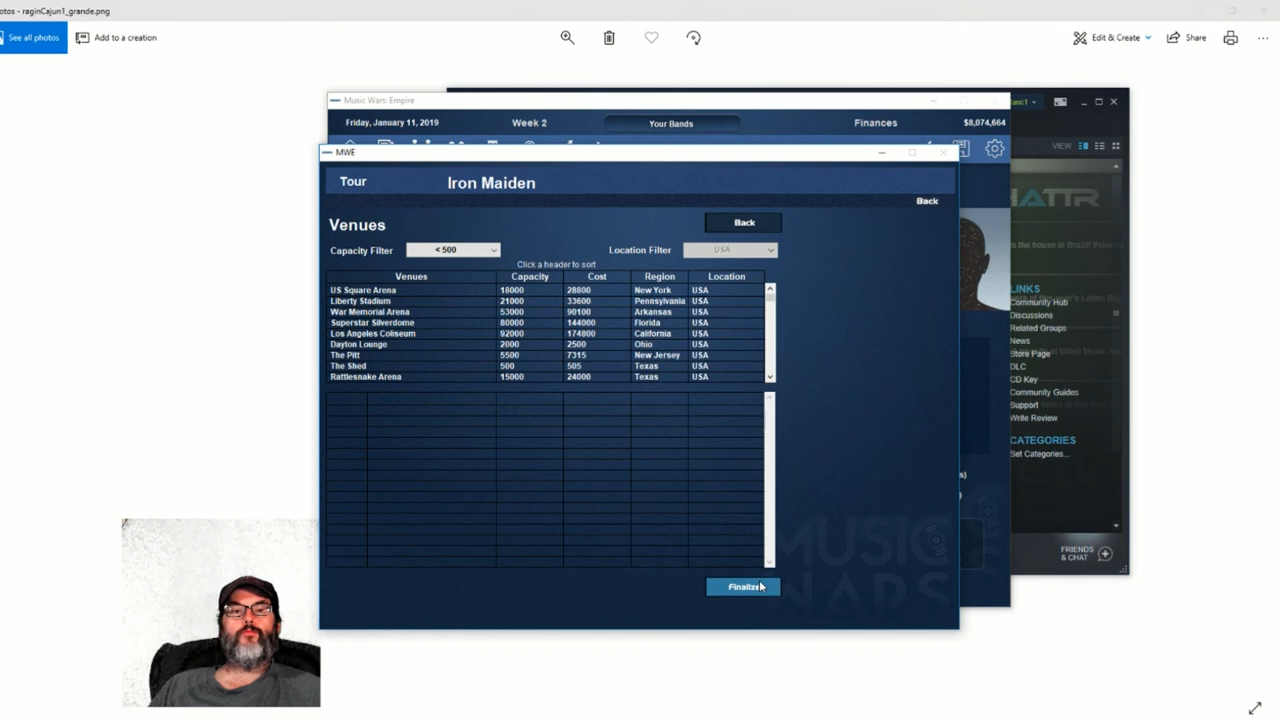 otos - raginCajun1_grande.png
See all photos
Add to a creation
Edit & Create
Share
Music Wars: Empire
Friday, January 11, 2019
Week 2
Your Bands
Finances
$8,074,664
MWE
Tour
Iron Maiden
Back
Venues
Back
Capacity Filter
< 500
Location Filter
USA
Click a header to sort
Venues Capacity Cost Region Location
US Square Arena 18000 28800 New York USA
Liberty Stadium 21000 33600 Pennsylvania USA
War Memorial Arena 53000 90100 Arkansas USA
Superstar Silverdome 80000 144000 Florida USA
Los Angeles Coliseum 92000 174800 California USA
Dayton Lounge 2000 2500 Ohio USA
The Pitt 5500 7315 New Jersey USA
The Shed 500 505 Texas USA
Rattlesnake Arena 15000 24000 Texas USA
Finalize
MUSIC
WARS
VIEW
HATTR
LINKS
Community Hub
Discussions
Related Groups
News
Store Page
DLC
CD Key
Community Guides
Support
Write Review
CATEGORIES
Set Categories...
FRIENDS
& CHAT